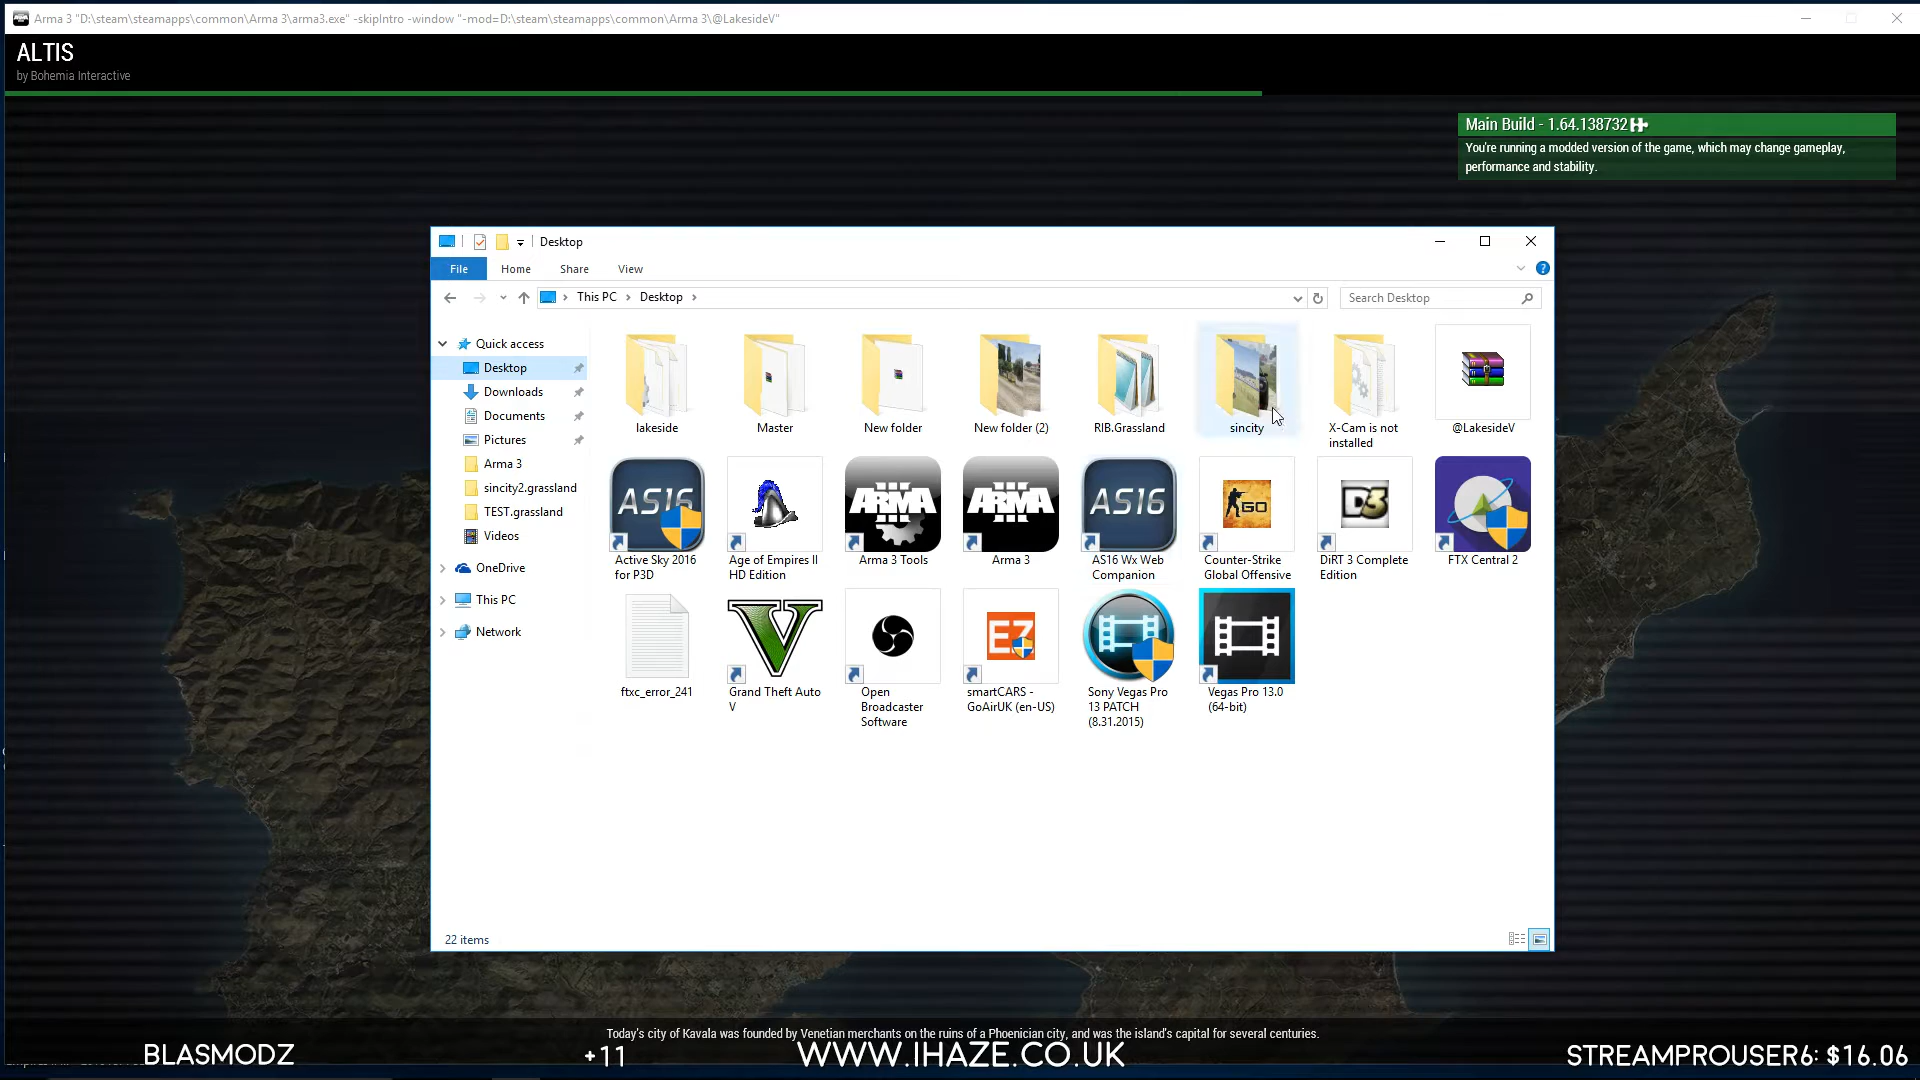 Arma 3 "D:\steam\steamapps\common\Arma 3\arma3.exe" -skipIntro -window "-mod=D:\steam\steamapps\common\Arma 3\@LakesideV"
ALTIS
by Bohemia Interactive
Main Build - 1.64.138732
You're running a modded version of the game, which may change gameplay,
performance and stability.
Desktop
File Home Share View
This PC Desktop
Search Desktop
Quick access
Desktop
Downloads
Documents
Pictures
Arma 3
sincity2.grassland
TEST.grassland
Videos
OneDrive
This PC
Network
lakeside
Master
New folder
New folder (2)
RIB.Grassland
sincity
X-Cam is not
installed
@LakesideV
AS16
Active Sky 2016
for P3D
Age of Empires II
HD Edition
ARMA
III
Arma 3 Tools
ARMA
III
Arma 3
AS16
AS16 Wx Web
Companion
GO
Counter-Strike
Global Offensive
D3
DiRT 3 Complete
Edition
FTX Central 2
ftxc_error_241
V
Grand Theft Auto
V
Open
Broadcaster
Software
smartCARS -
GoAirUK (en-US)
Sony Vegas Pro
13 PATCH
(8.31.2015)
Vegas Pro 13.0
(64-bit)
22 items
Today's city of Kavala was founded by Venetian merchants on the ruins of a Phoenician city, and was the island's capital for several centuries.
BLASMODZ
+11
WWW.IHAZE.CO.UK
STREAMPROUSER6: $16.06